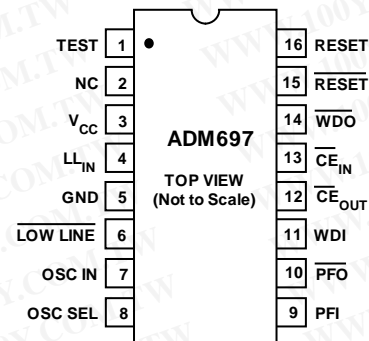 TEST 1 16 RESET
NC 2 15 RESET
VCC 3 14 WDO
ADM697
LLIN 4 13 CEIN
TOP VIEW
GND 5 12 CEOUT
(Not to Scale)
LOW LINE 6 11 WDI
OSC IN 7 10 PFO
OSC SEL 8 9 PFI